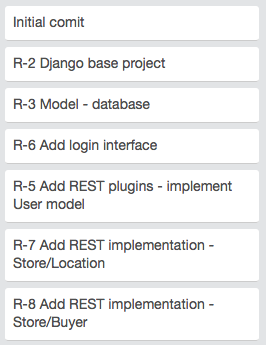 Initial comit
R-2 Django base project
R-3 Model - database
R-6 Add login interface
R-5 Add REST plugins - implement
User model
R-7 Add REST implementation -
Store/Location
R-8 Add REST implementation -
Store/Buyer